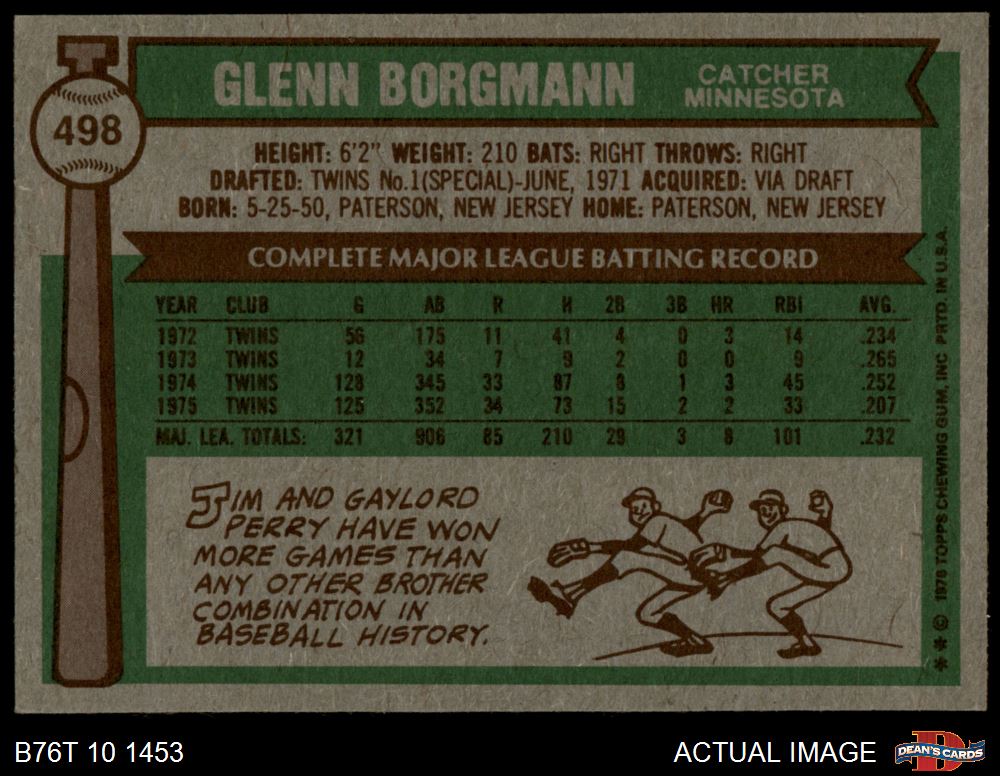 498
GLENN BORGMANN
CATCHER
MINNESOTA
HEIGHT: 6'2" WEIGHT: 210 BATS: RIGHT THROWS: RIGHT
DRAFTED: TWINS No.1(SPECIAL)-JUNE, 1971 ACQUIRED: VIA DRAFT
BORN: 5-25-50, PATERSON, NEW JERSEY HOME: PATERSON, NEW JERSEY
COMPLETE MAJOR LEAGUE BATTING RECORD
YEAR CLUB G AB R H 2B 3B HR RBI AVG.
1972 TWINS 56 175 11 41 4 0 3 14 .234
1973 TWINS 12 34 7 9 2 0 0 9 .265
1974 TWINS 128 345 33 87 8 1 3 45 .252
1975 TWINS 125 352 34 73 15 2 2 33 .207
MAJ. LEA. TOTALS: 321 906 85 210 29 3 8 101 .232
JIM AND GAYLORD
PERRY HAVE WON
MORE GAMES THAN
ANY OTHER BROTHER
COMBINATION IN
BASEBALL HISTORY.
** © 1976 TOPPS CHEWING GUM, INC PRTD. IN U.S.A.
B76T 10 1453
ACTUAL IMAGE
D
DEAN'S CARDS